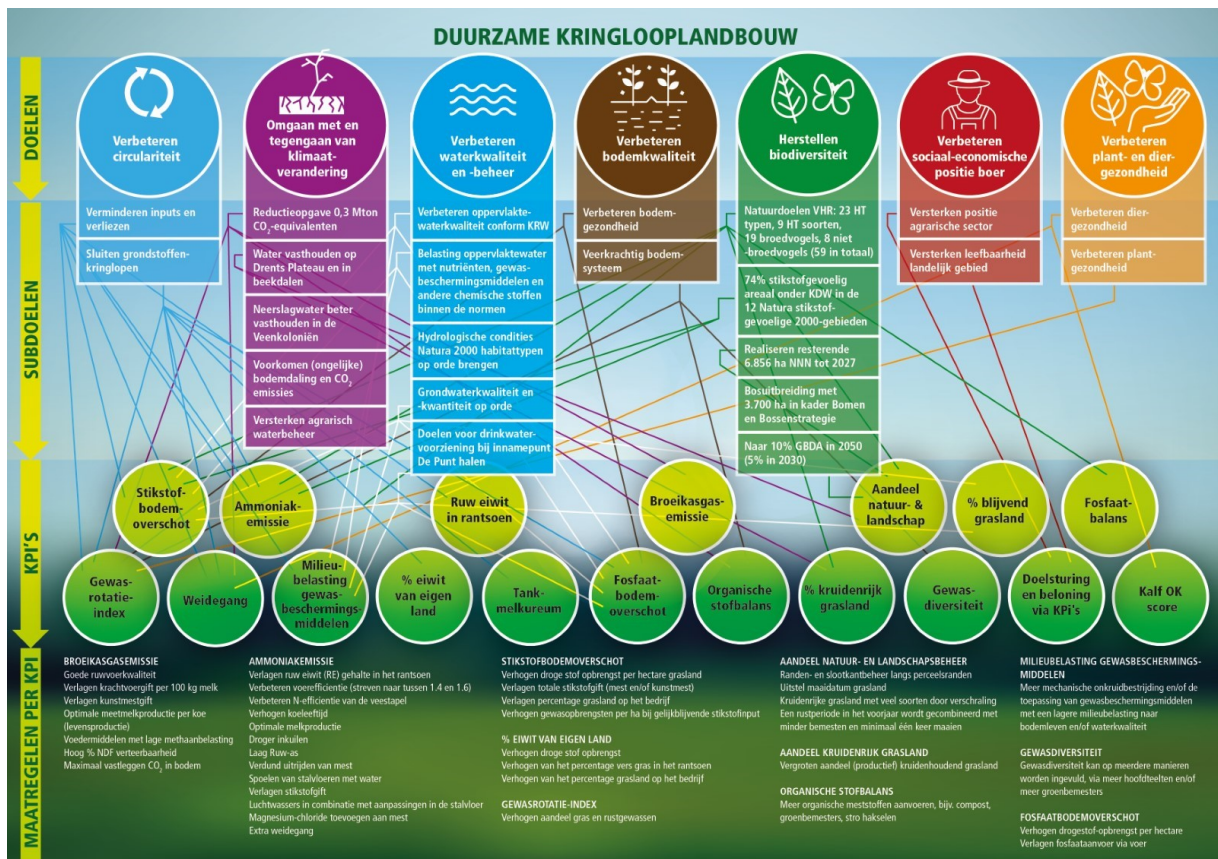 DUURZAME KRINGLOOPLANDBOUW
DOELEN
Verbeteren
circulariteit
Omgaan met en
tegengaan van
klimaat-
verandering
Verbeteren
waterkwaliteit
en -beheer
Verbeteren
bodemkwaliteit
Herstellen
biodiversiteit
Verbeteren
sociaal-economische
positie boer
Verbeteren
plant- en dier-
gezondheid
SUBDOELEN
Verminderen inputs en
verliezen
Sluiten grondstoffen-
kringlopen
Reductieopgave 0,3 Mton
CO₂-equivalenten
Water vasthouden op
Drents Plateau en in
beekdalen
Neerslagwater beter
vasthouden in de
Veenkoloniën
Voorkomen (ongelijke)
bodemdaling en CO₂
emissies
Versterken agrarisch
waterbeheer
Verbeteren oppervlakte-
waterkwaliteit conform KRW
Belasting oppervlaktewater
met nutriënten, gewas-
beschermingsmiddelen en
andere chemische stoffen
binnen de normen
Hydrologische condities
Natura 2000 habitattypen
op orde brengen
Grondwaterkwaliteit en
-kwantiteit op orde
Doelen voor drinkwater-
voorziening bij innamepunt
De Punt halen
Verbeteren bodem-
gezondheid
Veerkrachtig bodem-
systeem
Natuurdoelen VHR: 23 HT
typen, 9 HT soorten,
19 broedvogels, 8 niet
-broedvogels (59 in totaal)
74% stikstofgevoelig
areaal onder KDW in de
12 Natura stikstof-
gevoelige 2000-gebieden
Realiseren resterende
6.856 ha NNN tot 2027
Bosuitbreiding met
3.700 ha in kader Bomen
en Bossenstrategie
Naar 10% GBDA in 2050
(5% in 2030)
Versterken positie
agrarische sector
Versterken leefbaarheid
landelijk gebied
Verbeteren dier-
gezondheid
Verbeteren plant-
gezondheid
KPI'S
Stikstof-
bodem-
overschot
Ammoniak-
emissie
Ruw eiwit
in rantsoen
Broeikasgas-
emissie
Aandeel
natuur- &
landschap
% blijvend
grasland
Fosfaat-
balans
Gewas-
rotatie-
index
Weidegang
Milieu-
belasting
gewas-
beschermings-
middelen
% eiwit
van eigen
land
Tank-
melkureum
Fosfaat-
bodem-
overschot
Organische
stofbalans
% kruidenrijk
grasland
Gewas-
diversiteit
Doelsturing
en beloning
via KPi's
Kalf OK
score
MAATREGELEN PER KPI
BROEIKASGASEMISSIE
Goede ruwvoerkwaliteit
Verlagen krachtvoergift per 100 kg melk
Verlagen kunstmestgift
Optimale meetmelkproductie per koe
(levensproductie)
Voedermiddelen met lage methaanbelasting
Hoog % NDF verteerbaarheid
Maximaal vastleggen CO₂ in bodem
AMMONIAKEMISSIE
Verlagen ruw eiwit (RE) gehalte in het rantsoen
Verbeteren voerefficiëntie (streven naar tussen 1.4 en 1.6)
Verbeteren N-efficientie van de veestapel
Verhogen koeleeftijd
Optimale melkproductie
Droger inkuilen
Laag Ruw-as
Verdund uitrijden van mest
Spoelen van stalvloeren met water
Verlagen stikstofgift
Luchtwassers in combinatie met aanpassingen in de stalvloer
Magnesium-chloride toevoegen aan mest
Extra weidegang
STIKSTOFBODEMOVERSCHOT
Verhogen droge stof opbrengst per hectare grasland
Verlagen totale stikstofgift (mest en/of kunstmest)
Verlagen percentage grasland op het bedrijf
Verhogen gewasopbrengsten per ha bij gelijkblijvende stikstofinput
% EIWIT VAN EIGEN LAND
Verhogen droge stof opbrengst
Verhogen van het percentage vers gras in het rantsoen
Verhogen van het percentage grasland op het bedrijf
GEWASROTATIE-INDEX
Verhogen aandeel gras en rustgewassen
AANDEEL NATUUR- EN LANDSCHAPSBEHEER
Randen- en slootkantbeheer langs perceelsranden
Uitstel maaidatum grasland
Kruidenrijke grasland met veel soorten door verschraling
Een rustperiode in het voorjaar wordt gecombineerd met
minder bemesten en minimaal één keer maaien
AANDEEL KRUIDENRIJK GRASLAND
Vergroten aandeel (productief) kruidenhoudend grasland
ORGANISCHE STOFBALANS
Meer organische meststoffen aanvoeren, bijv. compost,
groenbemesters, stro hakselen
MILIEUBELASTING GEWASBESCHERMINGS-
MIDDELEN
Meer mechanische onkruidbestrijding en/of de
toepassing van gewasbeschermingsmiddelen
met een lagere milieubelasting naar
bodemleven en/of waterkwaliteit
GEWASDIVERSITEIT
Gewasdiversiteit kan op meerdere manieren
worden ingevuld, via meer hoofdteelten en/of
meer groenbemesters
FOSFAATBODEMOVERSCHOT
Verhogen drogestof-opbrengst per hectare
Verlagen fosfaataanvoer via voer